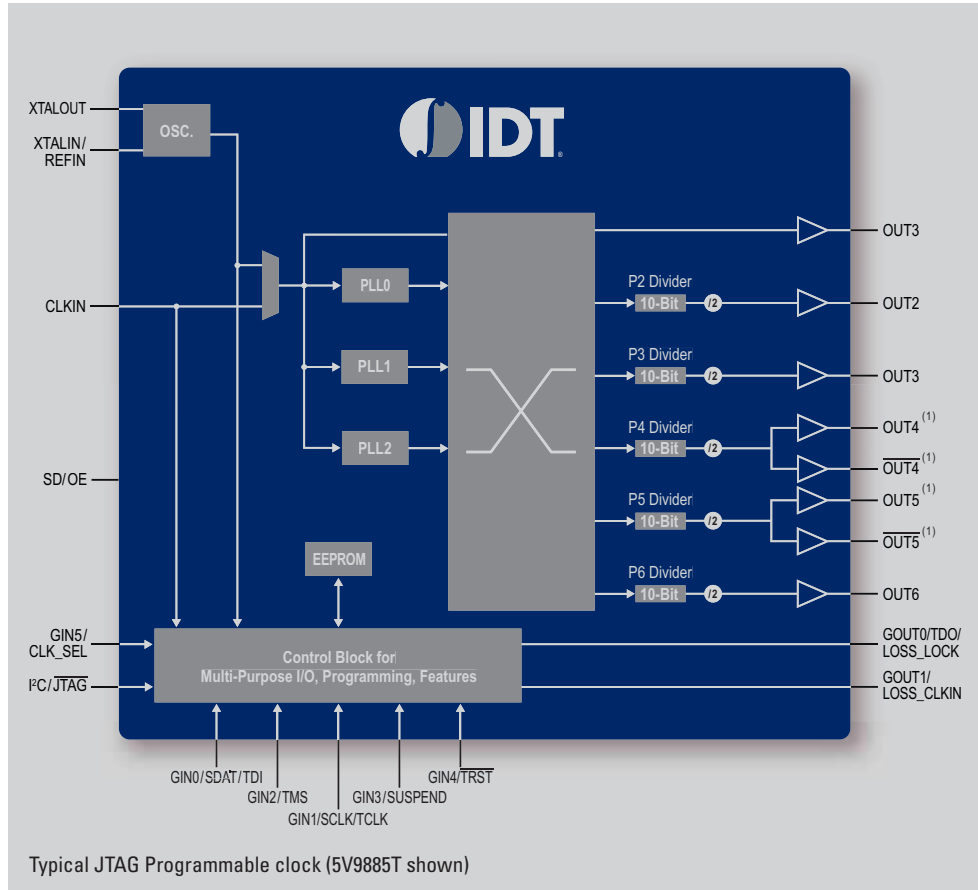 IDT
®
XTALOUT
XTALIN/
REFIN
OSC.
CLKIN
SD/OE
PLL0
PLL1
PLL2
EEPROM
OUT3
P2 Divider
10-Bit
/2
OUT2
P3 Divider
10-Bit
/2
OUT3
P4 Divider
10-Bit
/2
OUT4 (1)
OUT4 (1)
P5 Divider
10-Bit
/2
OUT5 (1)
OUT5 (1)
P6 Divider
10-Bit
/2
OUT6
GIN5/
CLK_SEL
I²C/JTAG
Control Block for
Multi-Purpose I/O, Programming, Features
GOUT0/TDO/
LOSS_LOCK
GOUT1/
LOSS_CLKIN
GIN0/SDAT/TDI
GIN2/TMS
GIN1/SCLK/TCLK
GIN3/SUSPEND
GIN4/TRST
Typical JTAG Programmable clock (5V9885T shown)